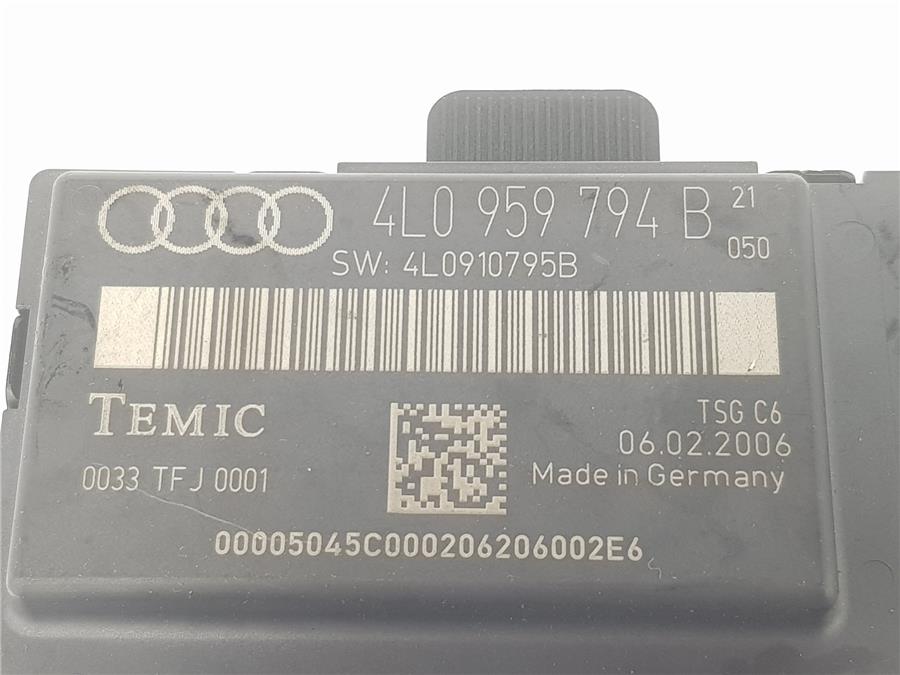 4L0 959 794 B 21
050
SW: 4L0910795B
TEMIC
TSG C6
06.02.2006
0033 TFJ 0001
Made in Germany
00005045C000206206002E6